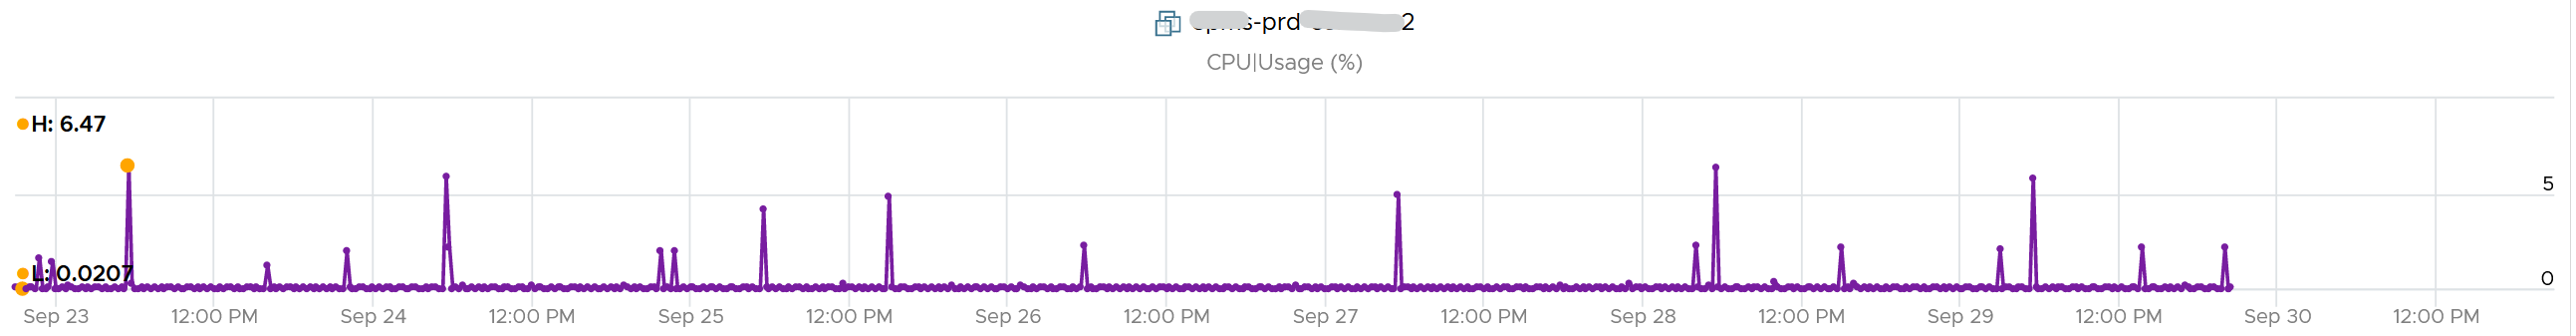 s-prd 2
CPU|Usage (%)
H: 6.47
5
L: 0.0207
0
Sep 23 12:00 PM Sep 24 12:00 PM Sep 25 12:00 PM Sep 26 12:00 PM Sep 27 12:00 PM Sep 28 12:00 PM Sep 29 12:00 PM Sep 30 12:00 PM